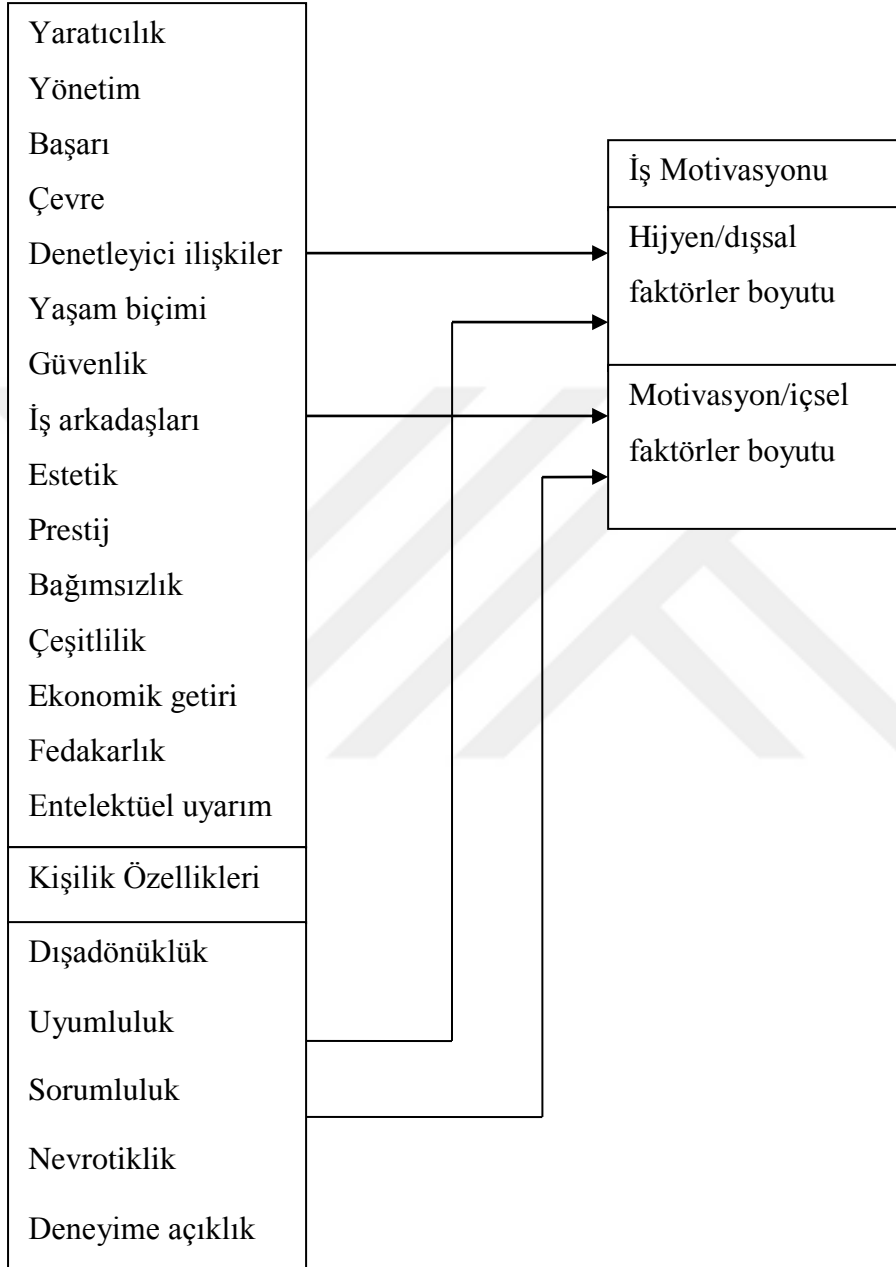 Yaratıcılık
Yönetim
Başarı
Çevre
Denetleyici ilişkiler
Yaşam biçimi
Güvenlik
İş arkadaşları
Estetik
Prestij
Bağımsızlık
Çeşitlilik
Ekonomik getiri
Fedakarlık
Entelektüel uyarım
Kişilik Özellikleri
Dışadönüklük
Uyumluluk
Sorumluluk
Nevrotiklik
Deneyime açıklık
İş Motivasyonu
Hijyen/dışsal
faktörler boyutu
Motivasyon/içsel
faktörler boyutu